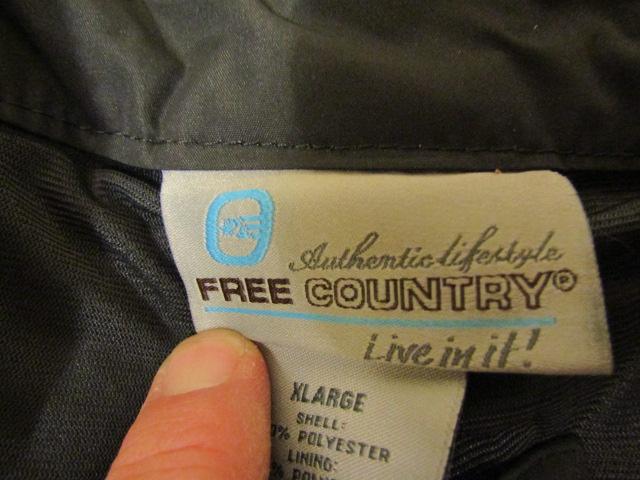 Authentic lifestyle
FREE COUNTRY®
Live in it!
XLARGE
SHELL:
0% POLYESTER
LINING: